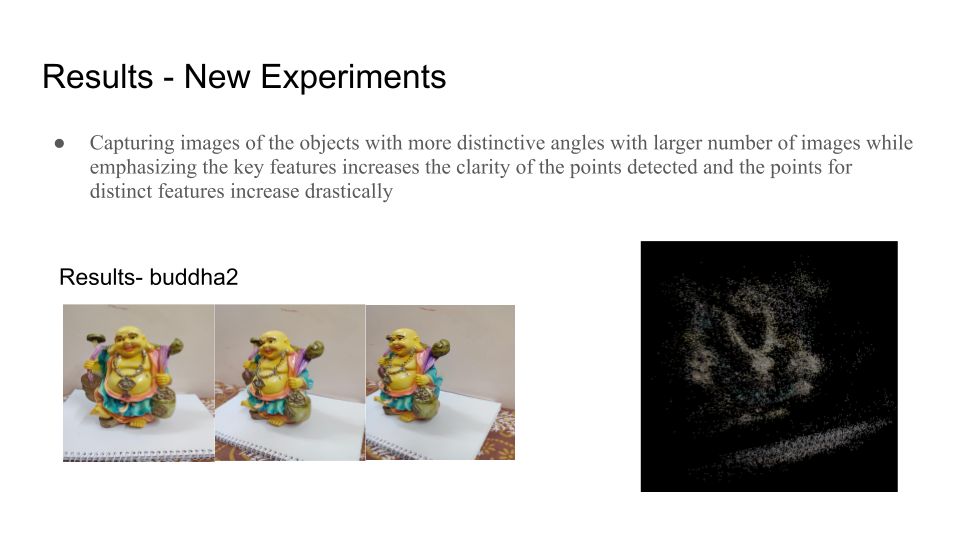 Results - New Experiments
● Capturing images of the objects with more distinctive angles with larger number of images while
emphasizing the key features increases the clarity of the points detected and the points for
distinct features increase drastically
Results- buddha2